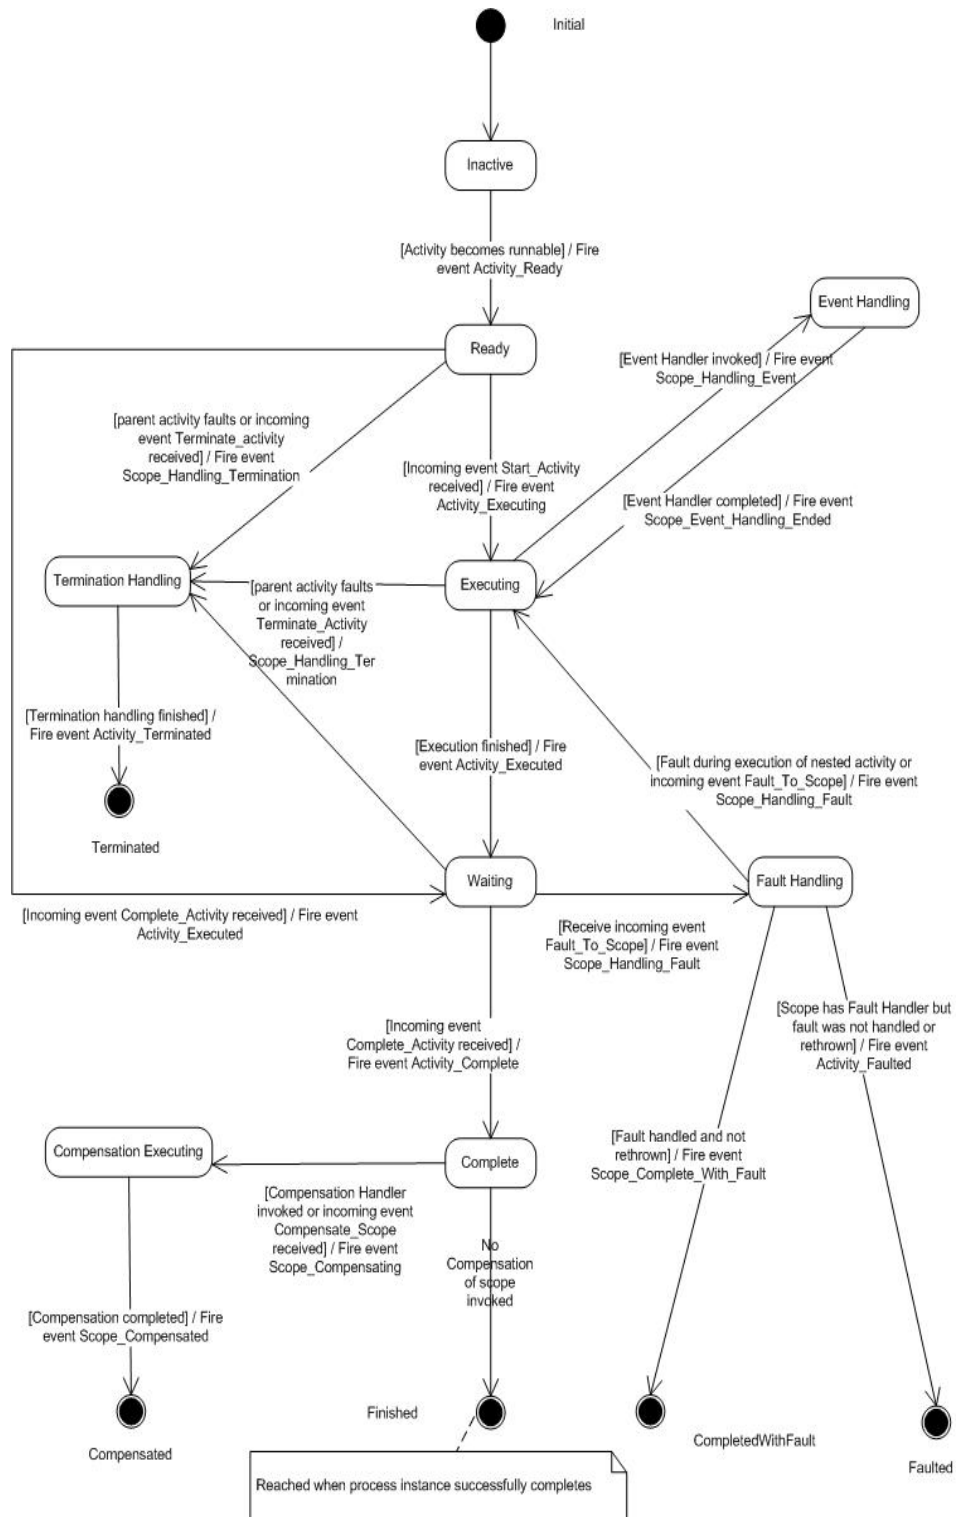 Initial
Inactive
[Activity becomes runnable] / Fire
event Activity_Ready
Event Handling
Ready
[Event Handler invoked] / Fire event
Scope_Handling_Event
[parent activity faults or incoming
event Terminate_activity
received] / Fire event
Scope_Handling_Termination
[Incoming event Start_Activity
received] / Fire event
Activity_Executing
[Event Handler completed] / Fire event
Scope_Event_Handling_Ended
Termination Handling
[parent activity faults
or incoming event
Terminate_Activity
received] /
Scope_Handling_Ter
mination
Executing
[Termination handling finished] /
Fire event Activity_Terminated
[Execution finished] / Fire
event Activity_Executed
[Fault during execution of nested activity or
incoming event Fault_To_Scope] / Fire event
Scope_Handling_Fault
Terminated
Waiting
Fault Handling
[Incoming event Complete_Activity received] / Fire event
Activity_Executed
[Receive incoming event
Fault_To_Scope] / Fire event
Scope_Handling_Fault
[Incoming event
Complete_Activity received] /
Fire event Activity_Complete
[Scope has Fault Handler but
fault was not handled or
rethrown] / Fire event
Activity_Faulted
Compensation Executing
Complete
[Fault handled and not
rethrown] / Fire event
Scope_Complete_With_Fault
[Compensation Handler
invoked or incoming event
Compensate_Scope
received] / Fire event
Scope_Compensating
No
Compensation
of scope
invoked
[Compensation completed] / Fire
event Scope_Compensated
Compensated
Finished
CompletedWithFault
Faulted
Reached when process instance successfully completes